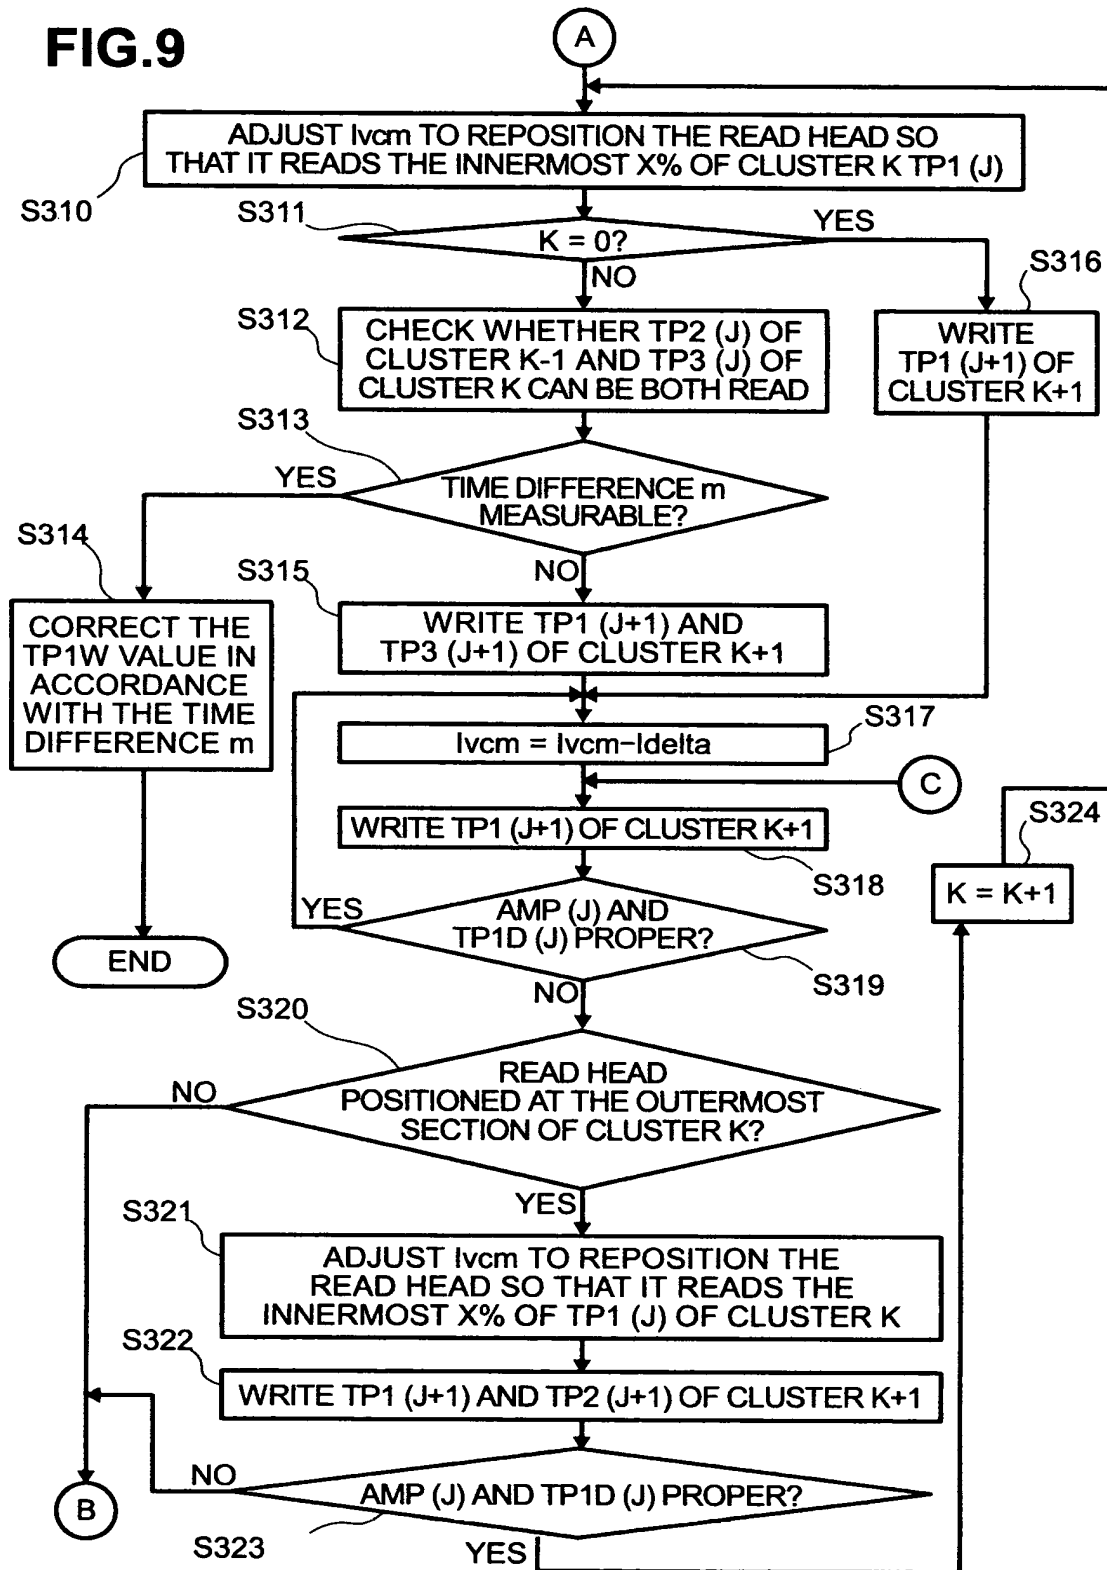 FIG.9
A
ADJUST Ivcm TO REPOSITION THE READ HEAD SO
THAT IT READS THE INNERMOST X% OF CLUSTER K TP1 (J)
S310
S311
K = 0?
YES
NO
S316
WRITE
TP1 (J+1) OF
CLUSTER K+1
S312
CHECK WHETHER TP2 (J) OF
CLUSTER K-1 AND TP3 (J) OF
CLUSTER K CAN BE BOTH READ
S313
YES
TIME DIFFERENCE m
MEASURABLE?
NO
S314
CORRECT THE
TP1W VALUE IN
ACCORDANCE
WITH THE TIME
DIFFERENCE m
END
S315
WRITE TP1 (J+1) AND
TP3 (J+1) OF CLUSTER K+1
S317
Ivcm = Ivcm–Idelta
C
WRITE TP1 (J+1) OF CLUSTER K+1
S318
S324
K = K+1
YES
AMP (J) AND
TP1D (J) PROPER?
S319
NO
S320
NO
READ HEAD
POSITIONED AT THE OUTERMOST
SECTION OF CLUSTER K?
YES
S321
ADJUST Ivcm TO REPOSITION THE
READ HEAD SO THAT IT READS THE
INNERMOST X% OF TP1 (J) OF CLUSTER K
S322
WRITE TP1 (J+1) AND TP2 (J+1) OF CLUSTER K+1
NO
B
AMP (J) AND TP1D (J) PROPER?
S323
YES